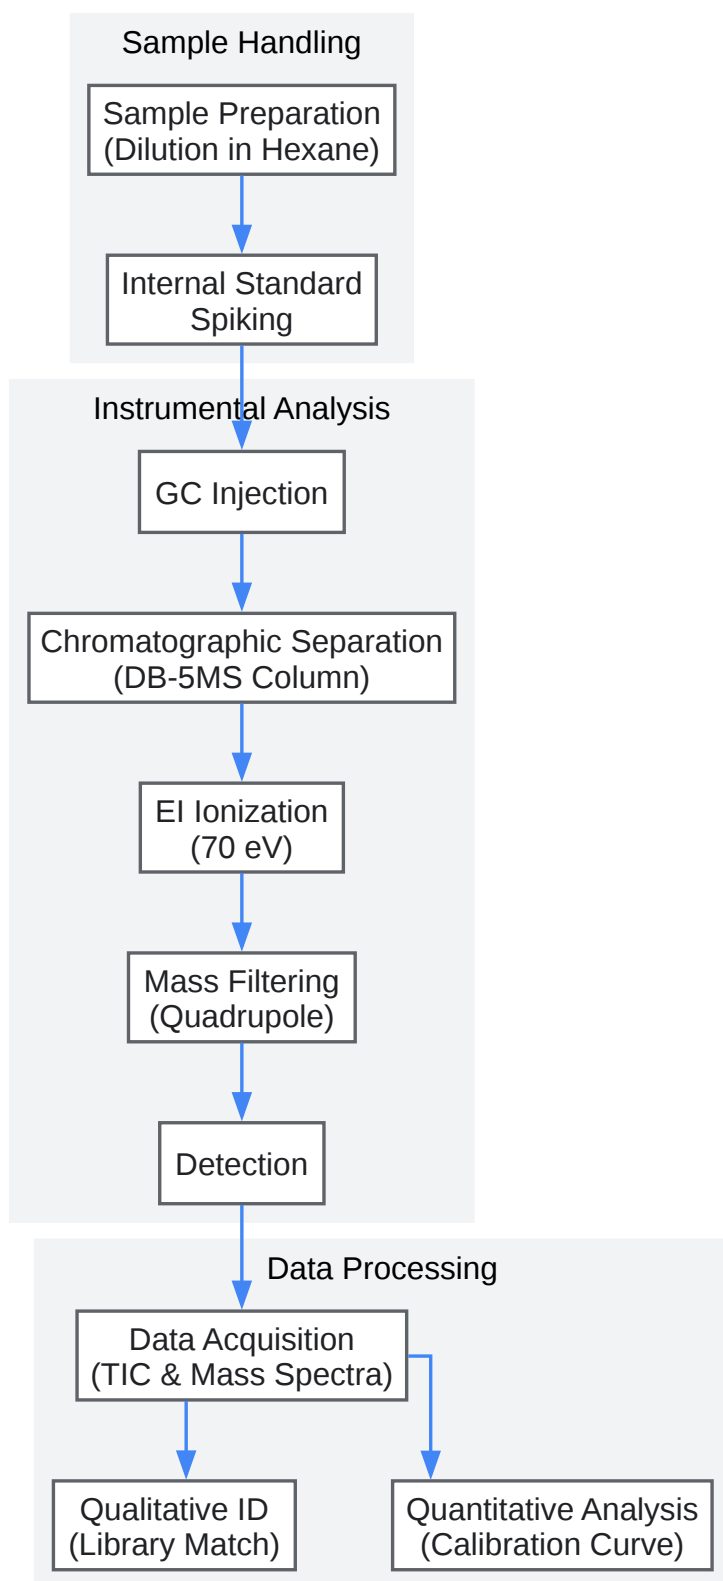 Sample Handling
Sample Preparation
(Dilution in Hexane)
Internal Standard
Spiking
Instrumental Analysis
GC Injection
Chromatographic Separation
(DB-5MS Column)
EI Ionization
(70 eV)
Mass Filtering
(Quadrupole)
Detection
Data Processing
Data Acquisition
(TIC & Mass Spectra)
Qualitative ID
(Library Match)
Quantitative Analysis
(Calibration Curve)